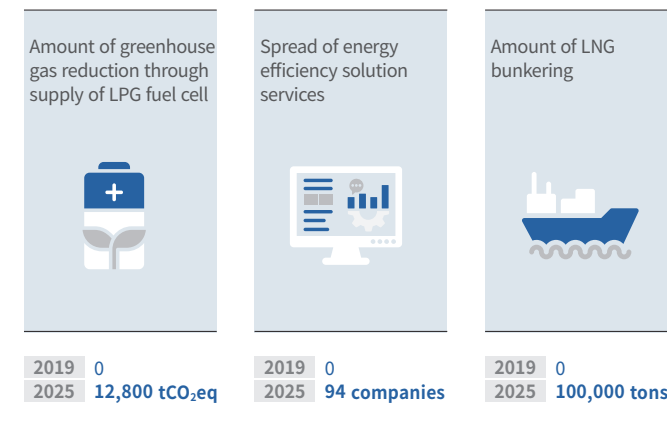 Amount of greenhouse
gas reduction through
supply of LPG fuel cell
2019 0
2025 12,800 tCO₂eq
Spread of energy
efficiency solution
services
2019 0
2025 94 companies
Amount of LNG
bunkering
2019 0
2025 100,000 tons